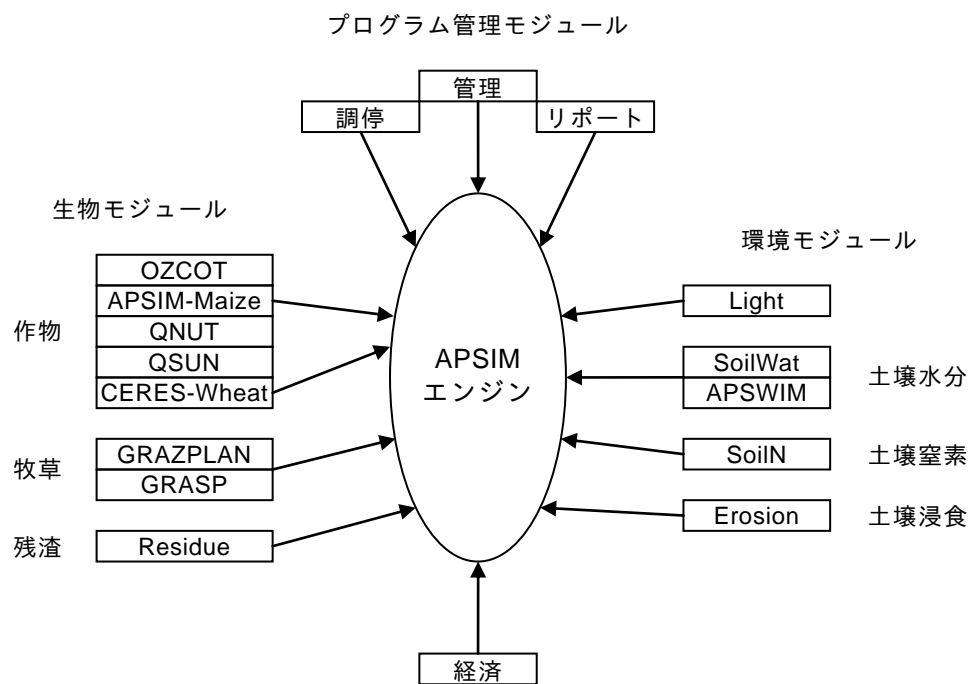 プログラム管理モジュール
管理
調停
リポート
生物モジュール
環境モジュール
作物
OZCOT
APSIM-Maize
QNUT
QSUN
CERES-Wheat
牧草
GRAZPLAN
GRASP
残渣
Residue
APSIM
エンジン
Light
SoilWat
APSWIM
土壌水分
SoilN
土壌窒素
Erosion
土壌浸食
経済